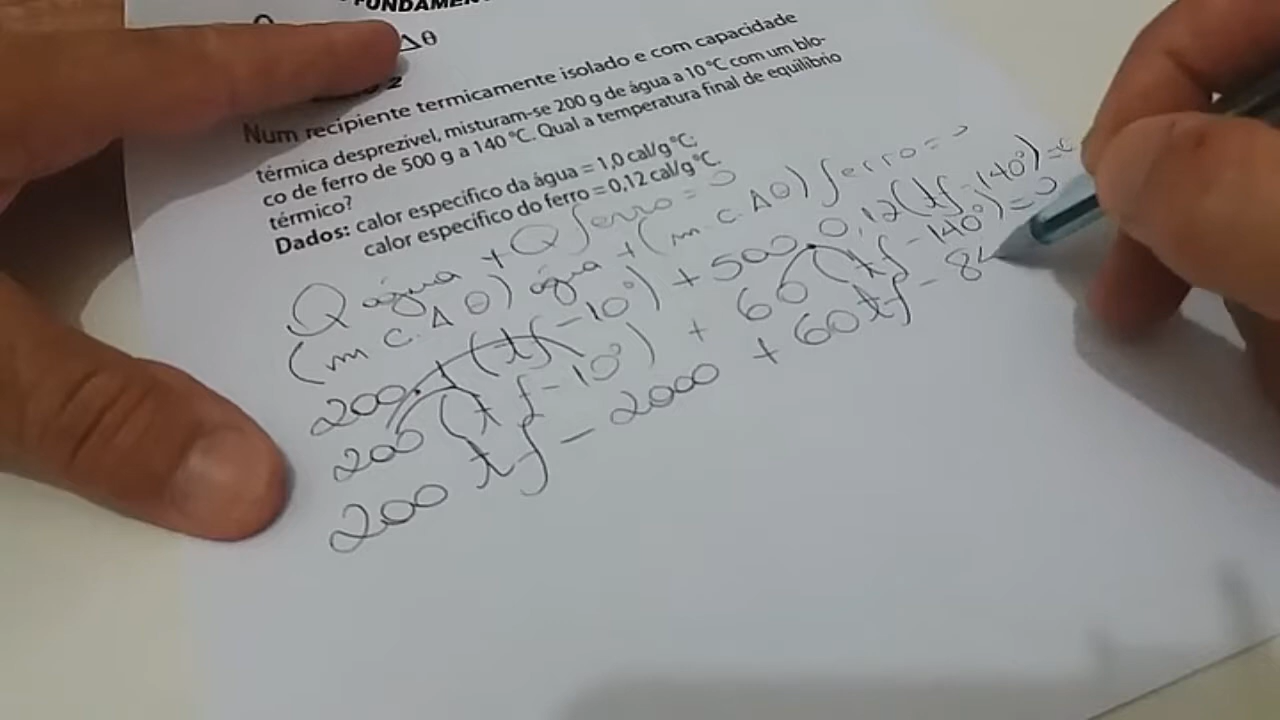 FUNDAMEN
Δθ
2
Num recipiente termicamente isolado e com capacidade
térmica desprezível, misturam-se 200 g de água a 10 °C com um blo-
co de ferro de 500 g a 140 °C. Qual a temperatura final de equilíbrio
térmico?
Dados: calor específico da água = 1,0 cal/g°C;
calor específico do ferro = 0,12 cal/g°C.
Q água + Q ferro = 0
(m c. Δθ) água + (m. c. Δθ) ferro = 0
200 . 1 (tf - 10°) + 500 . 0,12 (tf - 140°) = 0
200 (tf - 10°) + 60 (tf - 140°) = 0
200 tf - 2000 + 60 tf - 84